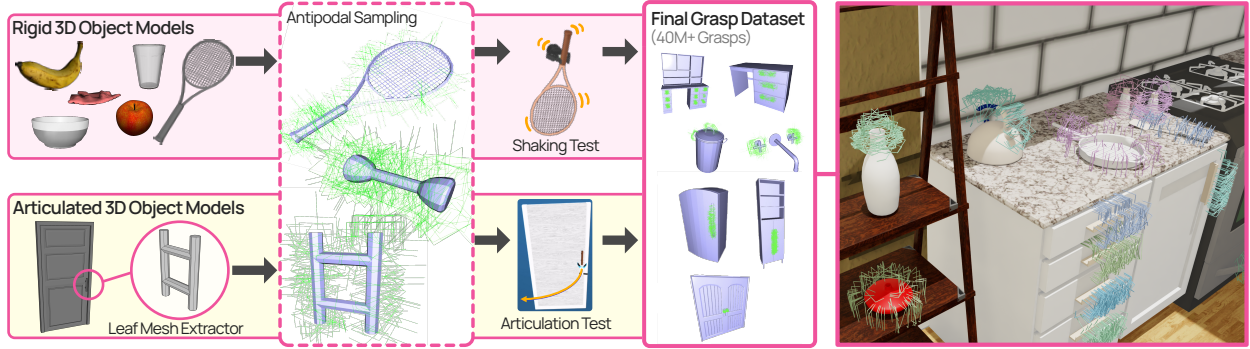 Rigid 3D Object Models
Antipodal Sampling
Shaking Test
Final Grasp Dataset
(40M+ Grasps)
Articulated 3D Object Models
Leaf Mesh Extractor
Articulation Test